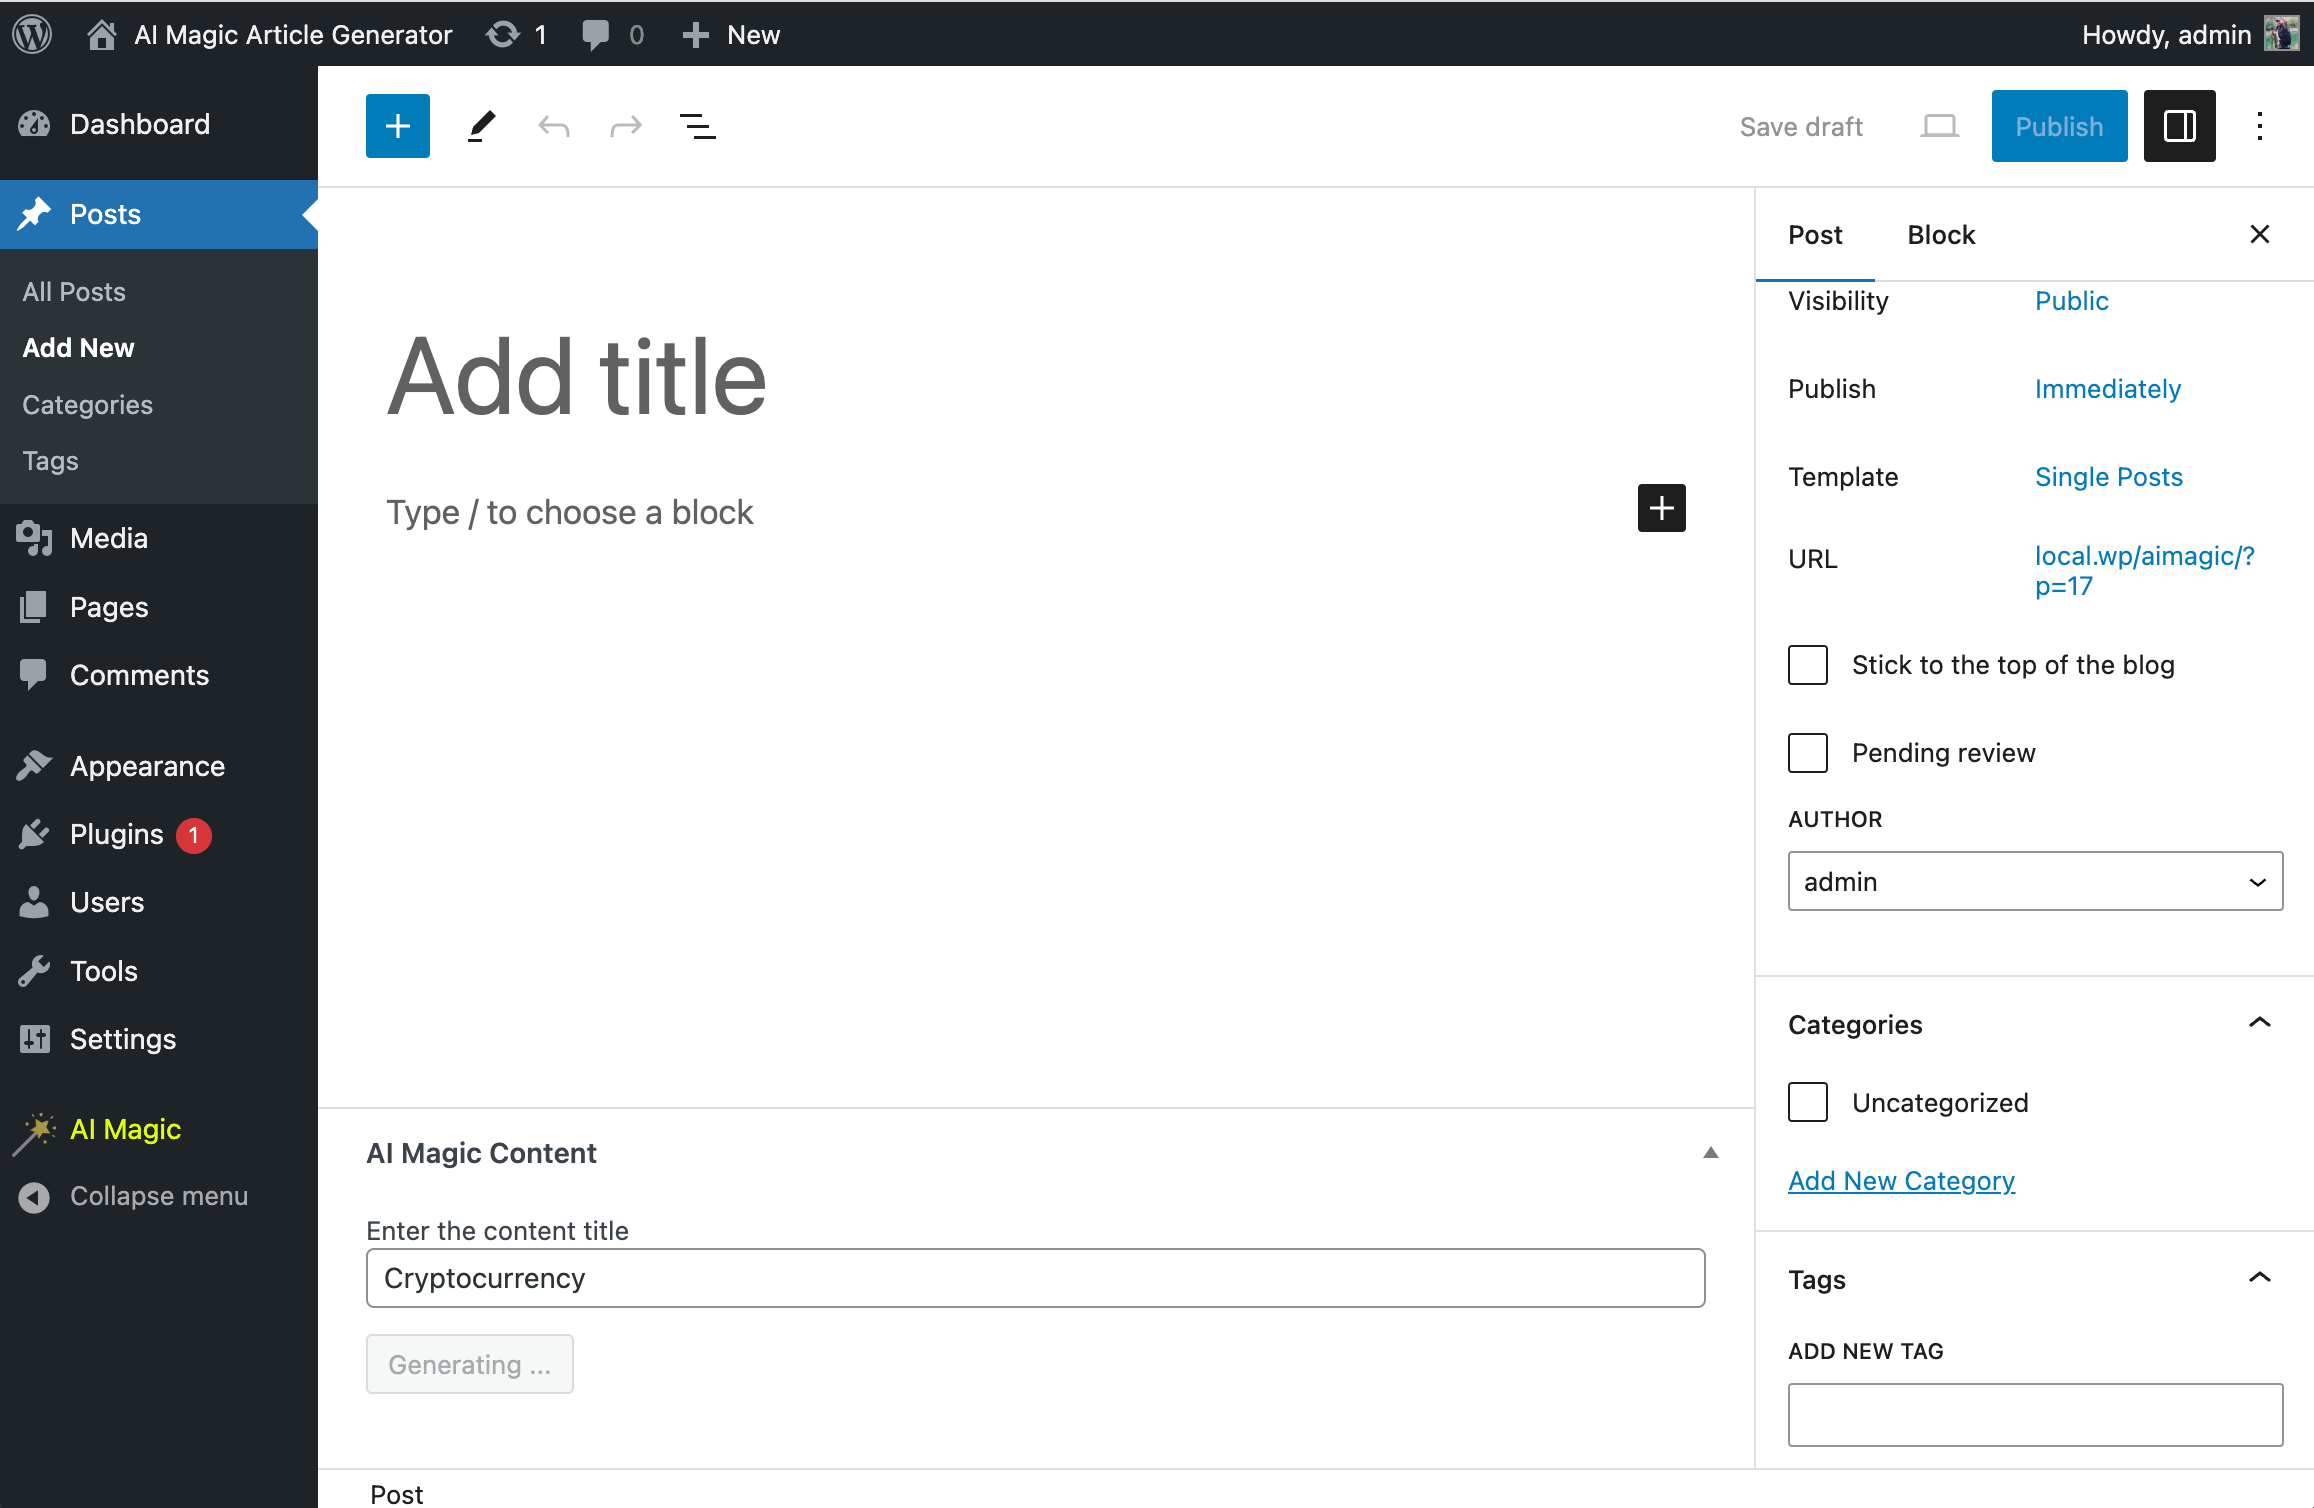 AI Magic Article Generator 1 0 New Howdy, admin
Dashboard
Posts
All Posts
Add New
Categories
Tags
Media
Pages
Comments
Appearance
Plugins 1
Users
Tools
Settings
AI Magic
Collapse menu
Save draft Publish
Add title
Type / to choose a block
AI Magic Content
Enter the content title
Cryptocurrency
Generating ...
Post
Post Block
Visibility Public
Publish Immediately
Template Single Posts
URL local.wp/aimagic/?
p=17
Stick to the top of the blog
Pending review
AUTHOR
admin
Categories
Uncategorized
Add New Category
Tags
ADD NEW TAG